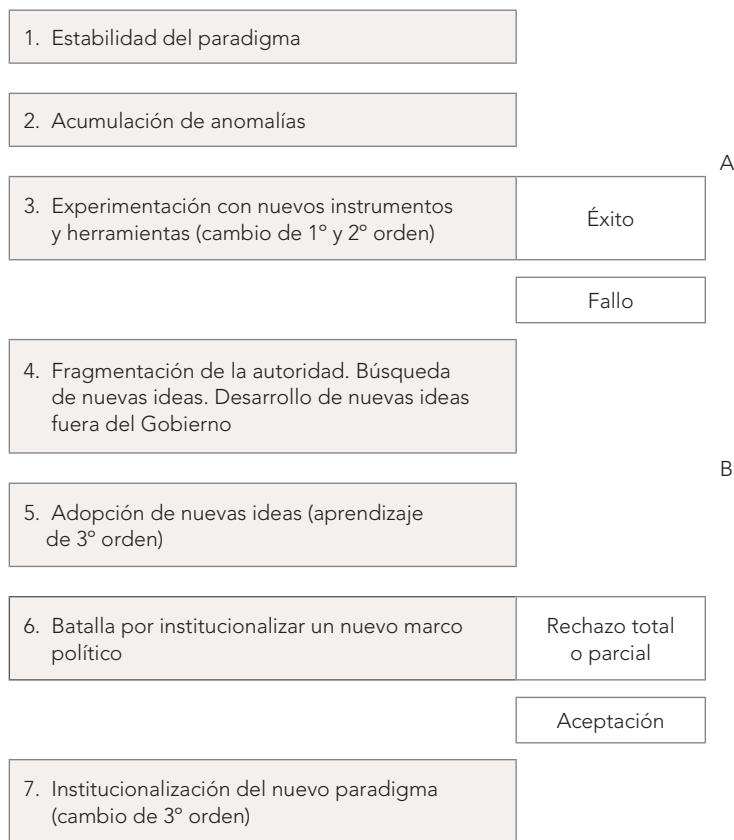 1. Estabilidad del paradigma
2. Acumulación de anomalías
A
3. Experimentación con nuevos instrumentos
y herramientas (cambio de 1º y 2º orden)
Éxito
Fallo
4. Fragmentación de la autoridad. Búsqueda
de nuevas ideas. Desarrollo de nuevas ideas
fuera del Gobierno
B
5. Adopción de nuevas ideas (aprendizaje
de 3º orden)
6. Batalla por institucionalizar un nuevo marco
político
Rechazo total
o parcial
Aceptación
7. Institucionalización del nuevo paradigma
(cambio de 3º orden)